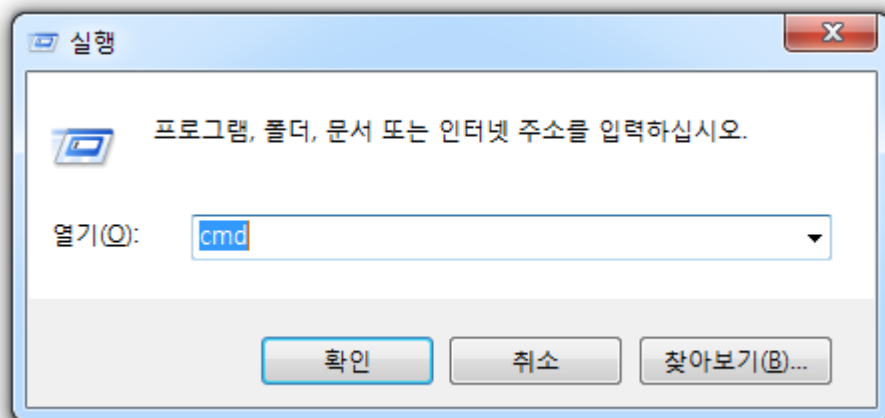 실행
프로그램, 폴더, 문서 또는 인터넷 주소를 입력하십시오.
열기(O): cmd
확인 취소 찾아보기(B)...